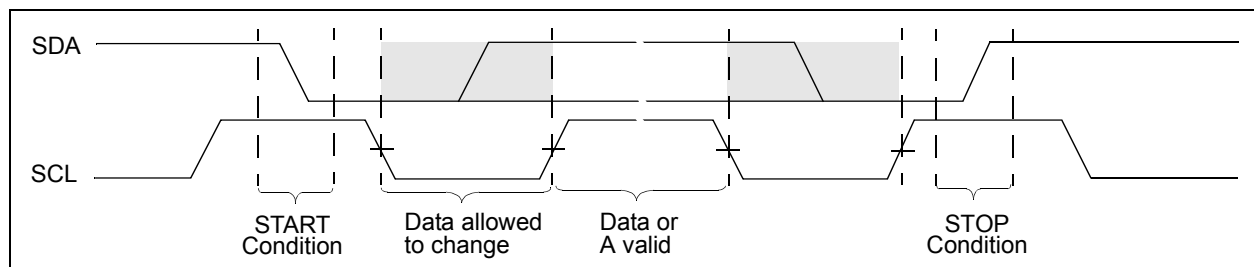 SDA
SCL
START
Condition
Data allowed
to change
Data or
A valid
STOP
Condition